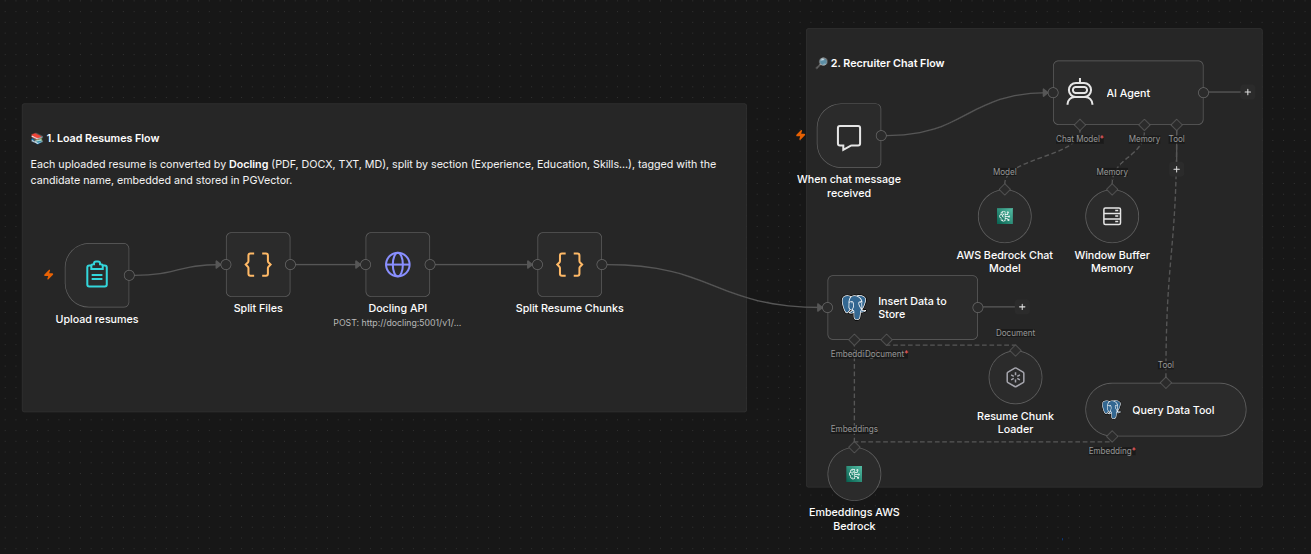 📚 1. Load Resumes Flow
Each uploaded resume is converted by Docling (PDF, DOCX, TXT, MD), split by section (Experience, Education, Skills...), tagged with the
candidate name, embedded and stored in PGVector.
Upload resumes
Split Files
Docling API
POST: http://docling:5001/v1/...
Split Resume Chunks
🔎 2. Recruiter Chat Flow
When chat message
received
AI Agent
Chat Model*
Memory
Tool
Model
Memory
AWS Bedrock Chat
Model
Window Buffer
Memory
Insert Data to
Store
EmbeddiDocument*
Document
Resume Chunk
Loader
Tool
Query Data Tool
Embedding*
Embeddings
Embeddings AWS
Bedrock